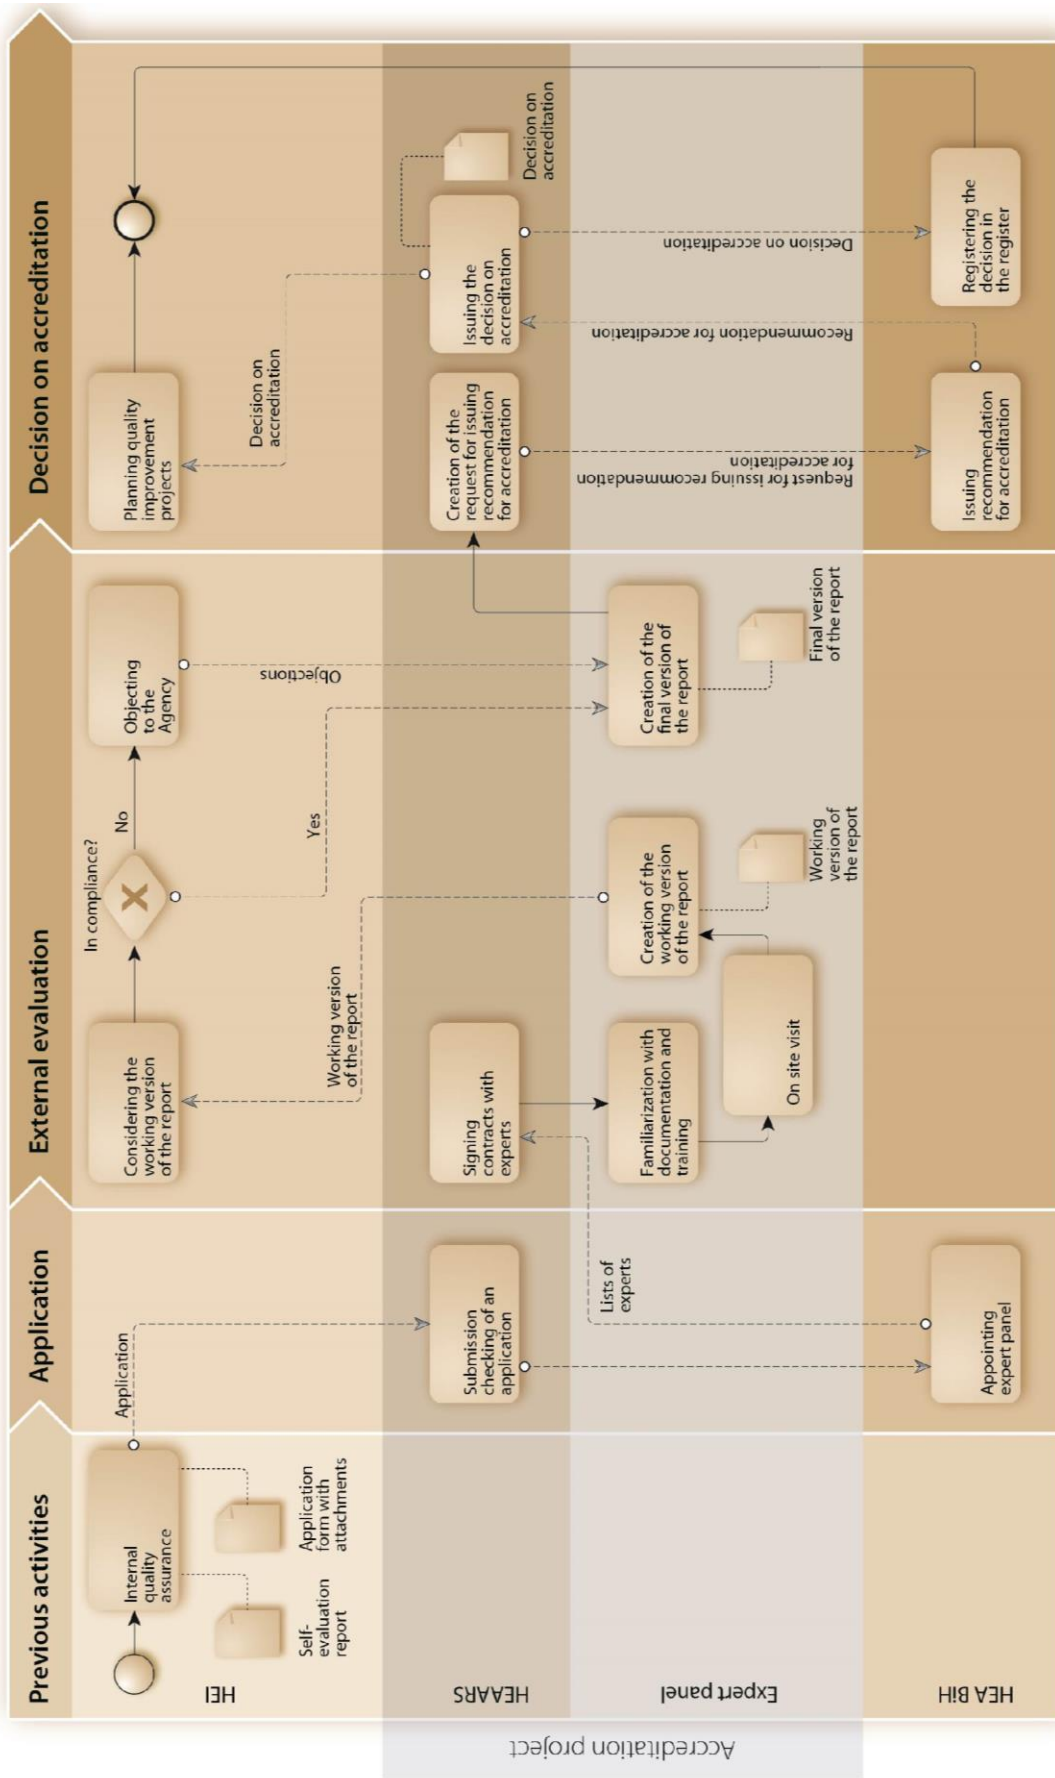 Previous activities
Application
External evaluation
Decision on accreditation
Accreditation project
HEI
HEAARS
Expert panel
HEA BiH
Internal
quality
assurance
Self-
evaluation
report
Application
form with
attachments
Application
Submission
checking of an
application
Appointing
expert panel
Lists of
experts
Signing
contracts with
experts
Familiarization with
documentation and
training
On site visit
Creation of the
working version
of the report
Working
version of
the report
Working version
of the report
Considering the
working version
of the report
In compliance?
X
No
Yes
Objecting
to the
Agency
Objections
Creation of the
final version of
the report
Final version
of the report
Creation of the
request for issuing
recommendation
for accreditation
Request for issuing recommendation
for accreditation
Issuing
recommendation
for accreditation
Recommendation for accreditation
Issuing the
decision on
accreditation
Decision on
accreditation
Decision on accreditation
Registering the
decision in
the register
Decision on
accreditation
Planning quality
improvement
projects